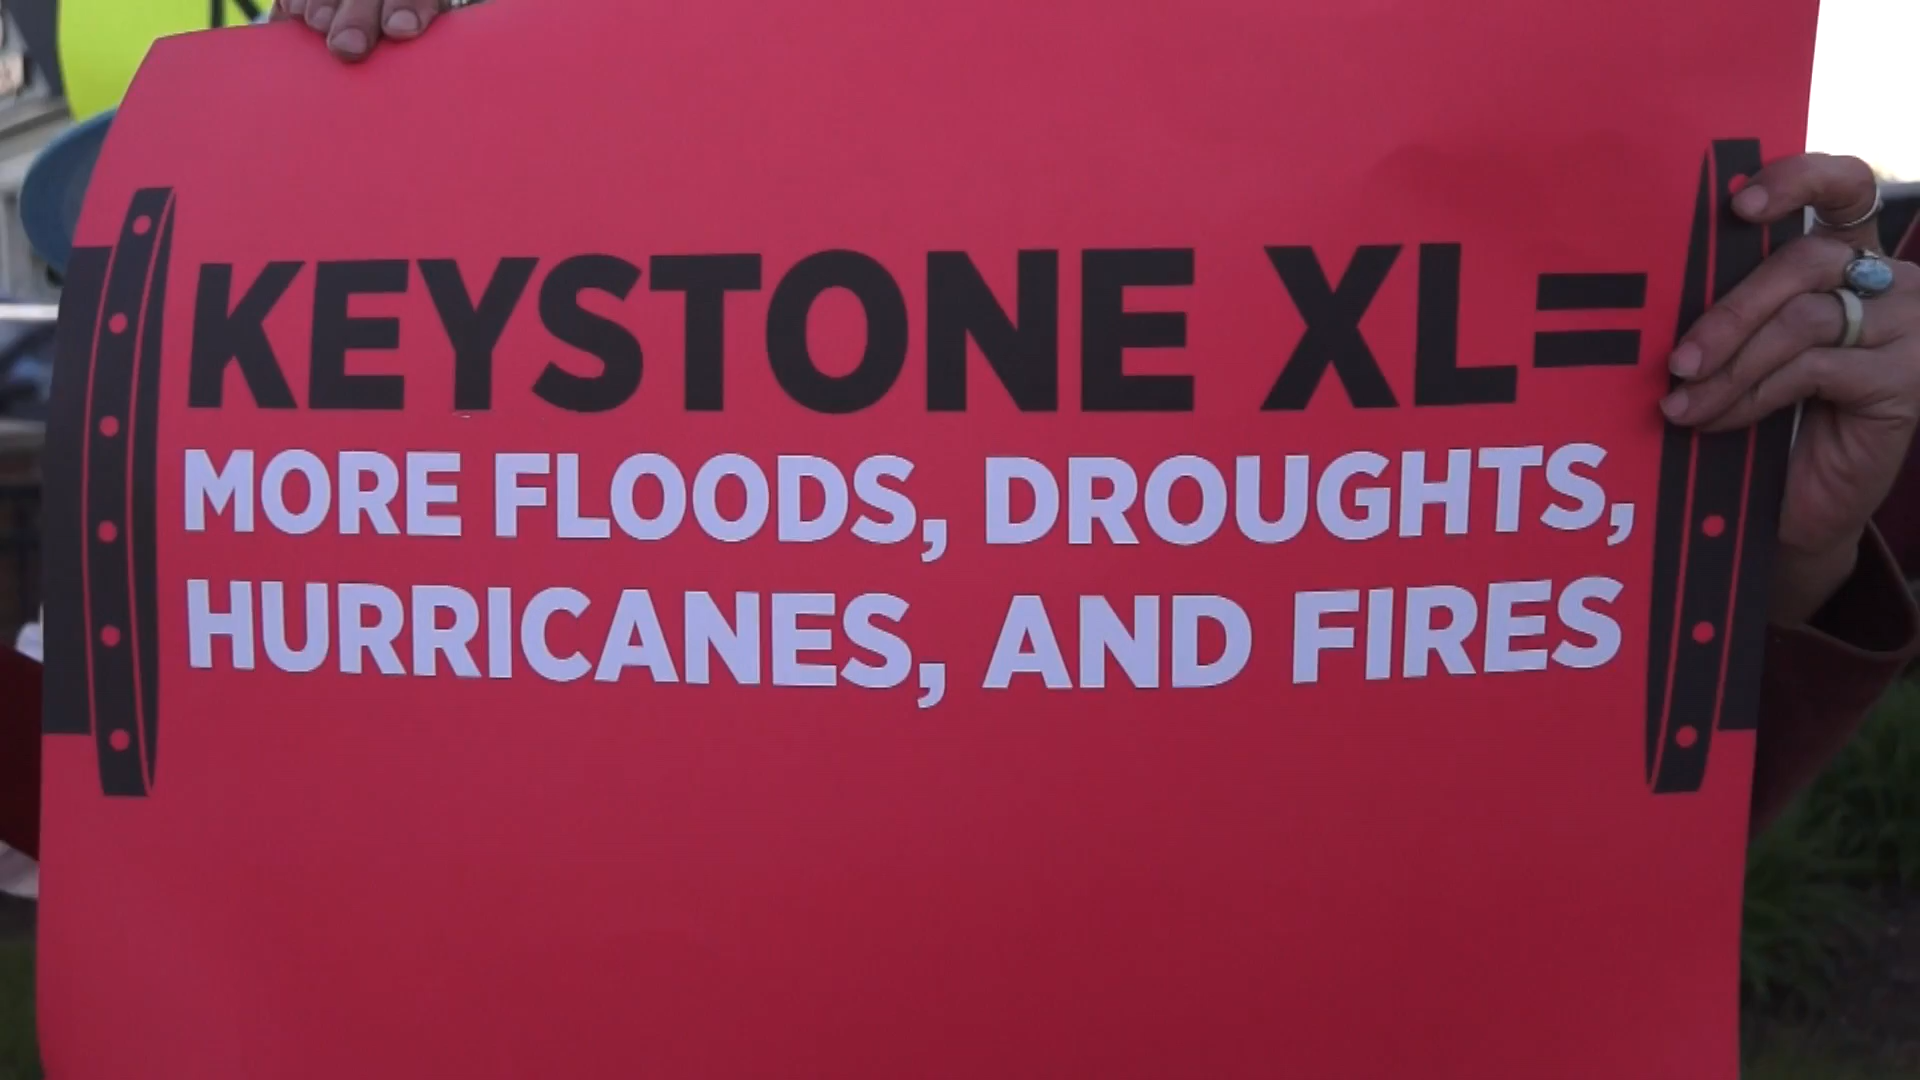 KEYSTONE XL=
MORE FLOODS, DROUGHTS,
HURRICANES, AND FIRES